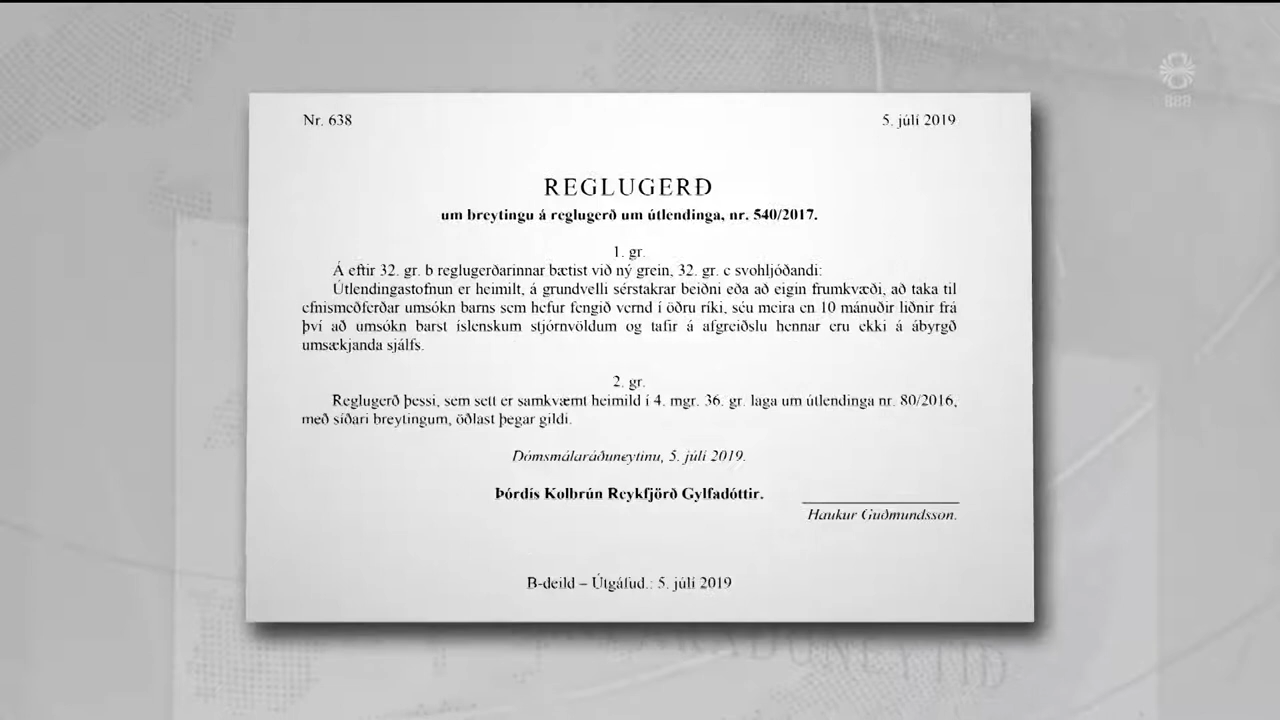 888
Nr. 638
5. júlí 2019
REGLUGERÐ
um breytingu á reglugerð um útlendinga, nr. 540/2017.
1. gr.
Á eftir 32. gr. b reglugerðarinnar bætist við ný grein, 32. gr. c svohljóðandi:
Útlendingastofnun er heimilt, á grundvelli sérstakrar beiðni eða að eigin frumkvæði, að taka til
efnismeðferðar umsókn barns sem hefur fengið vernd í öðru ríki, séu meira en 10 mánuðir liðnir frá
því að umsókn barst íslenskum stjórnvöldum og tafir á afgreiðslu hennar eru ekki á ábyrgð
umsækjanda sjálfs.
2. gr.
Reglugerð þessi, sem sett er samkvæmt heimild í 4. mgr. 36. gr. laga um útlendinga nr. 80/2016,
með síðari breytingum, öðlast þegar gildi.
Dómsmálaráðuneytinu, 5. júlí 2019.
Þórdís Kolbrún Reykfjörð Gylfadóttir.
Haukur Guðmundsson.
B-deild – Útgáfud.: 5. júlí 2019